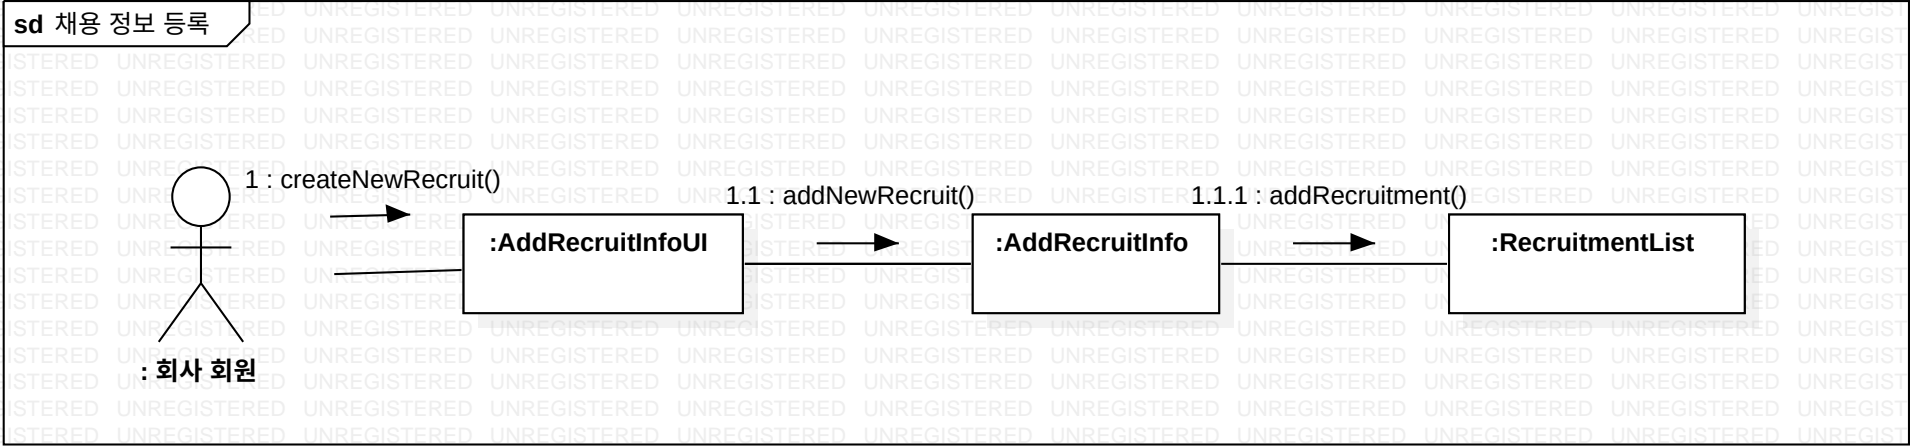 sd 채용 정보 등록
1 : createNewRecruit()
1.1 : addNewRecruit()
1.1.1 : addRecruitment()
:AddRecruitInfoUI
:AddRecruitInfo
:RecruitmentList
: 회사 회원
UNREGISTERED